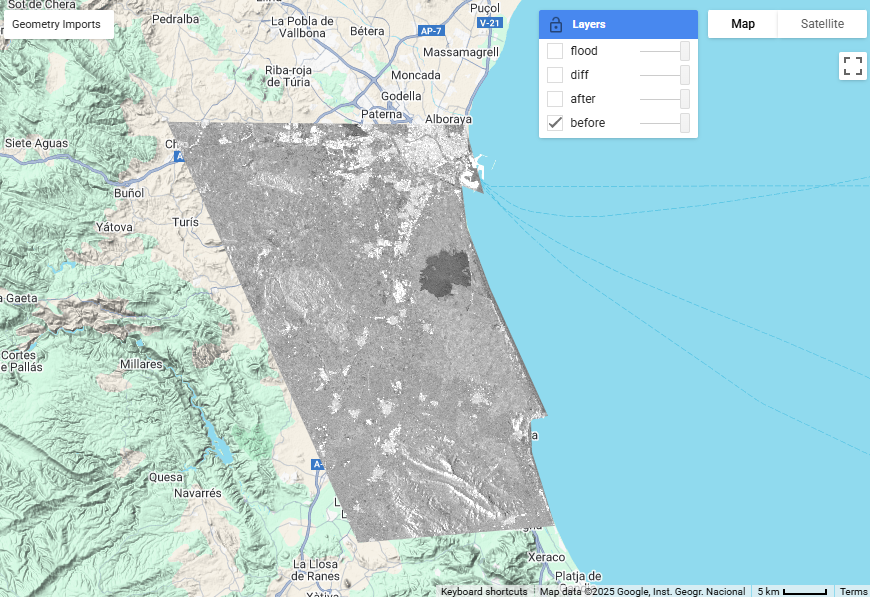 Sot de Chera
Geometry Imports
Pedralba
La Pobla de
Vallbona
Bétera
AP-7
Puçol
V-21
Massamagrell
Riba-roja
de Túria
Moncada
Godella
Paterna
Alboraya
Siete Aguas
Buñol
Turís
Yátova
a Gaeta
Cortes
e Pallás
Millares
Quesa
Navarrés
La Llosa
de Ranes
Xeraco
Platja de
Layers
flood
diff
after
before
Map
Satellite
Keyboard shortcuts
Map data ©2025 Google, Inst. Geogr. Nacional
5 km
Terms